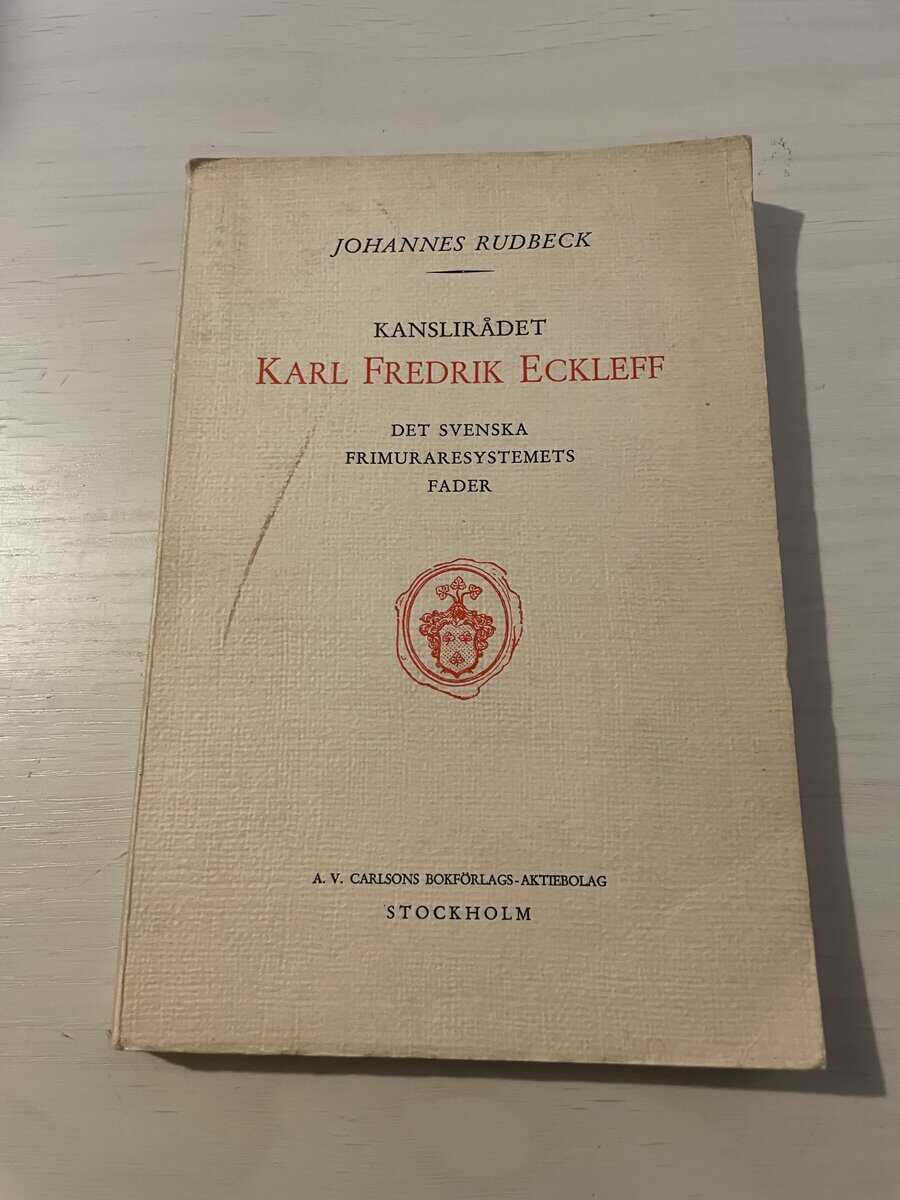 JOHANNES RUDBECK
KANSLIRÅDET
KARL FREDRIK ECKLEFF
DET SVENSKA
FRIMURARESYSTEMETS
FADER
A. V. CARLSONS BOKFÖRLAGS-AKTIEBOLAG
STOCKHOLM